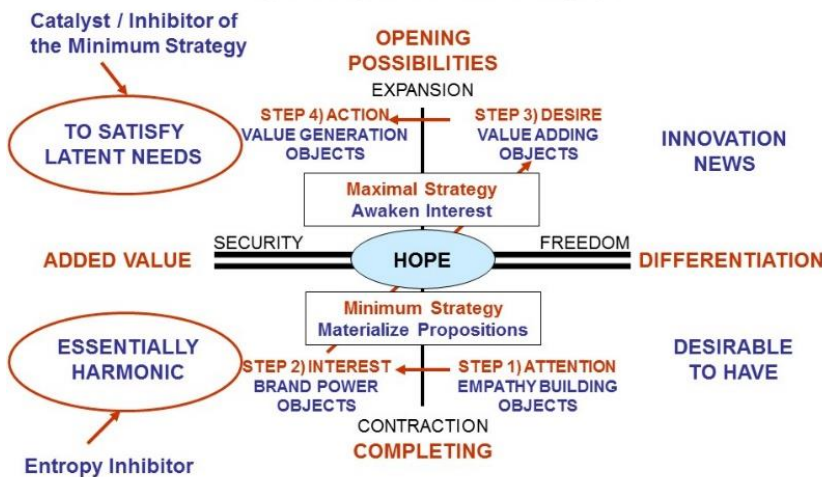 Catalyst / Inhibitor of
the Minimum Strategy
OPENING
POSSIBILITIES
EXPANSION
TO SATISFY
LATENT NEEDS
STEP 4) ACTION
VALUE GENERATION
OBJECTS
STEP 3) DESIRE
VALUE ADDING
OBJECTS
INNOVATION
NEWS
Maximal Strategy
Awaken Interest
ADDED VALUE
SECURITY
HOPE
FREEDOM
DIFFERENTIATION
Minimum Strategy
Materialize Propositions
ESSENTIALLY
HARMONIC
STEP 2) INTEREST
BRAND POWER
OBJECTS
STEP 1) ATTENTION
EMPATHY BUILDING
OBJECTS
DESIRABLE
TO HAVE
CONTRACTION
COMPLETING
Entropy Inhibitor